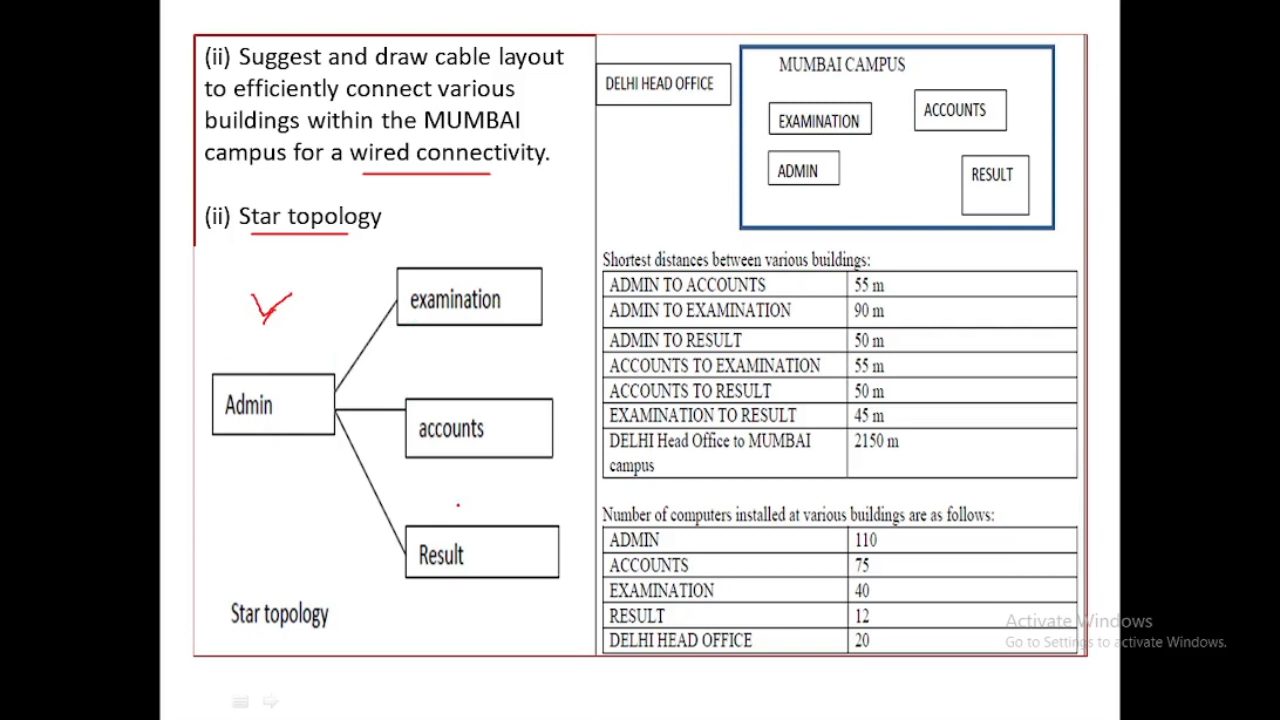 (ii) Suggest and draw cable layout
to efficiently connect various
buildings within the MUMBAI
campus for a wired connectivity.
(ii) Star topology
examination
Admin
accounts
Result
Star topology
DELHI HEAD OFFICE
MUMBAI CAMPUS
EXAMINATION
ACCOUNTS
ADMIN
RESULT
Shortest distances between various buildings:
ADMIN TO ACCOUNTS 55 m
ADMIN TO EXAMINATION 90 m
ADMIN TO RESULT 50 m
ACCOUNTS TO EXAMINATION 55 m
ACCOUNTS TO RESULT 50 m
EXAMINATION TO RESULT 45 m
DELHI Head Office to MUMBAI 2150 m
campus
Number of computers installed at various buildings are as follows:
ADMIN 110
ACCOUNTS 75
EXAMINATION 40
RESULT 12
DELHI HEAD OFFICE 20
Activate Windows
Go to Settings to activate Windows.